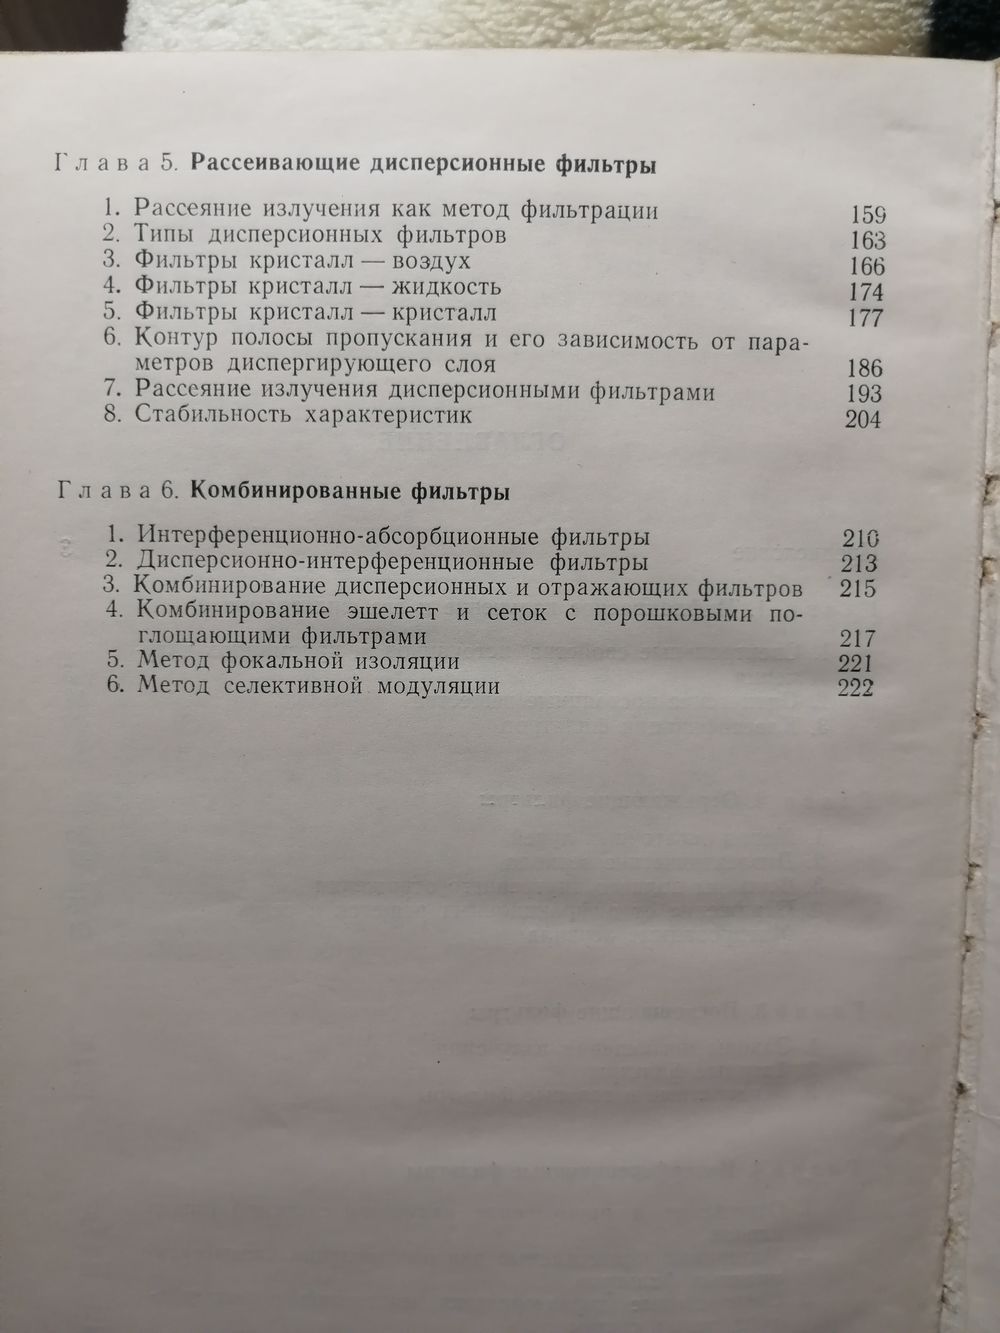 Глава 5. Рассеивающие дисперсионные фильтры
1. Рассеяние излучения как метод фильтрации 159
2. Типы дисперсионных фильтров 163
3. Фильтры кристалл — воздух 166
4. Фильтры кристалл — жидкость 174
5. Фильтры кристалл — кристалл 177
6. Контур полосы пропускания и его зависимость от пара-
метров диспергирующего слоя 186
7. Рассеяние излучения дисперсионными фильтрами 193
8. Стабильность характеристик 204
Глава 6. Комбинированные фильтры
1. Интерференционно-абсорбционные фильтры 210
2. Дисперсионно-интерференционные фильтры 213
3. Комбинирование дисперсионных и отражающих фильтров 215
4. Комбинирование эшелетт и сеток с порошковыми по-
глощающими фильтрами 217
5. Метод фокальной изоляции 221
6. Метод селективной модуляции 222